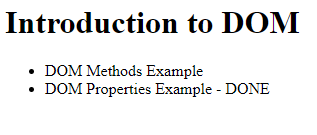 Introduction to DOM
DOM Methods Example
DOM Properties Example - DONE